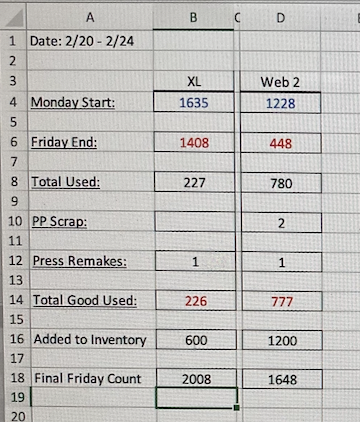 A B C D
1 Date: 2/20 - 2/24
2
3 XL Web 2
4 Monday Start: 1635 1228
5
6 Friday End: 1408 448
7
8 Total Used: 227 780
9
10 PP Scrap: 2
11
12 Press Remakes: 1 1
13
14 Total Good Used: 226 777
15
16 Added to Inventory 600 1200
17
18 Final Friday Count 2008 1648
19
20